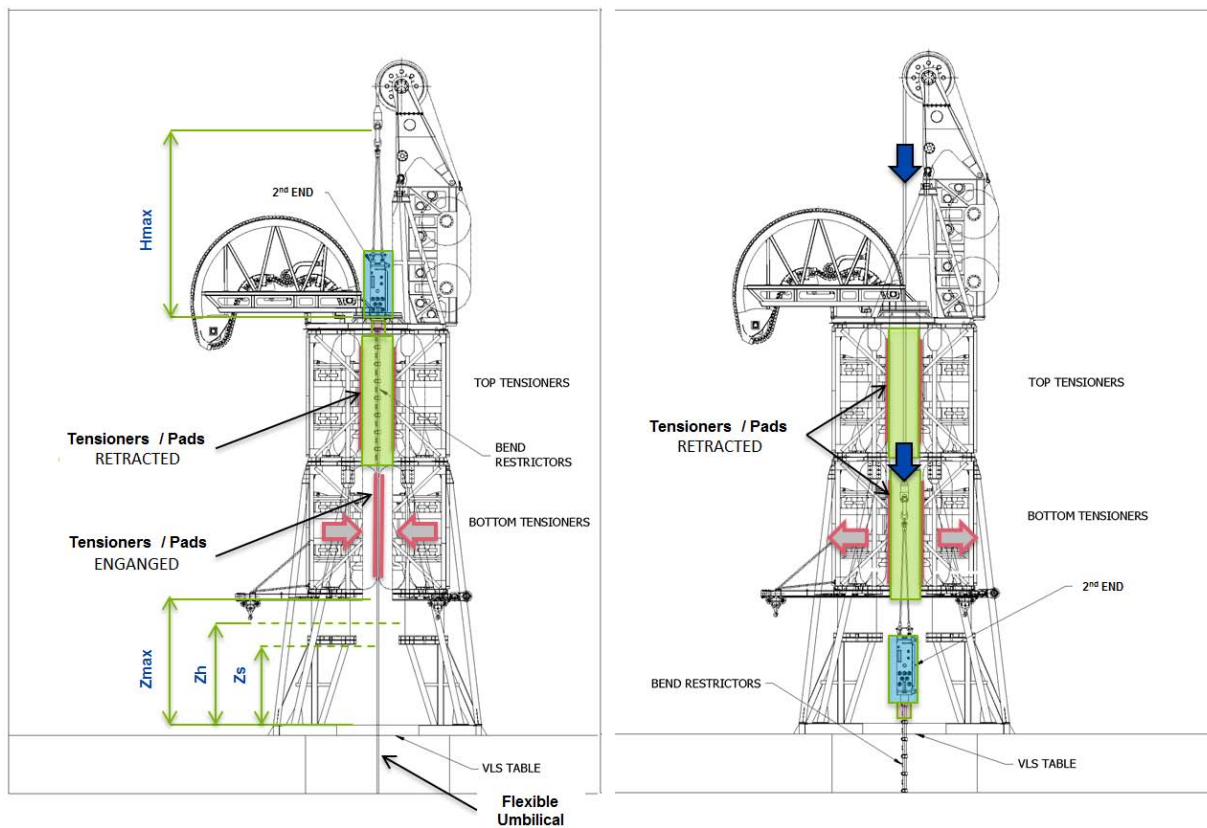 Hmax
2nd END
TOP TENSIONERS
Tensioners / Pads
RETRACTED
BEND
RESTRICTORS
BOTTOM TENSIONERS
Tensioners / Pads
ENGANGED
Zmax
Zh
Zs
VLS TABLE
Flexible
Umbilical
TOP TENSIONERS
Tensioners / Pads
RETRACTED
BOTTOM TENSIONERS
2nd END
BEND RESTRICTORS
VLS TABLE